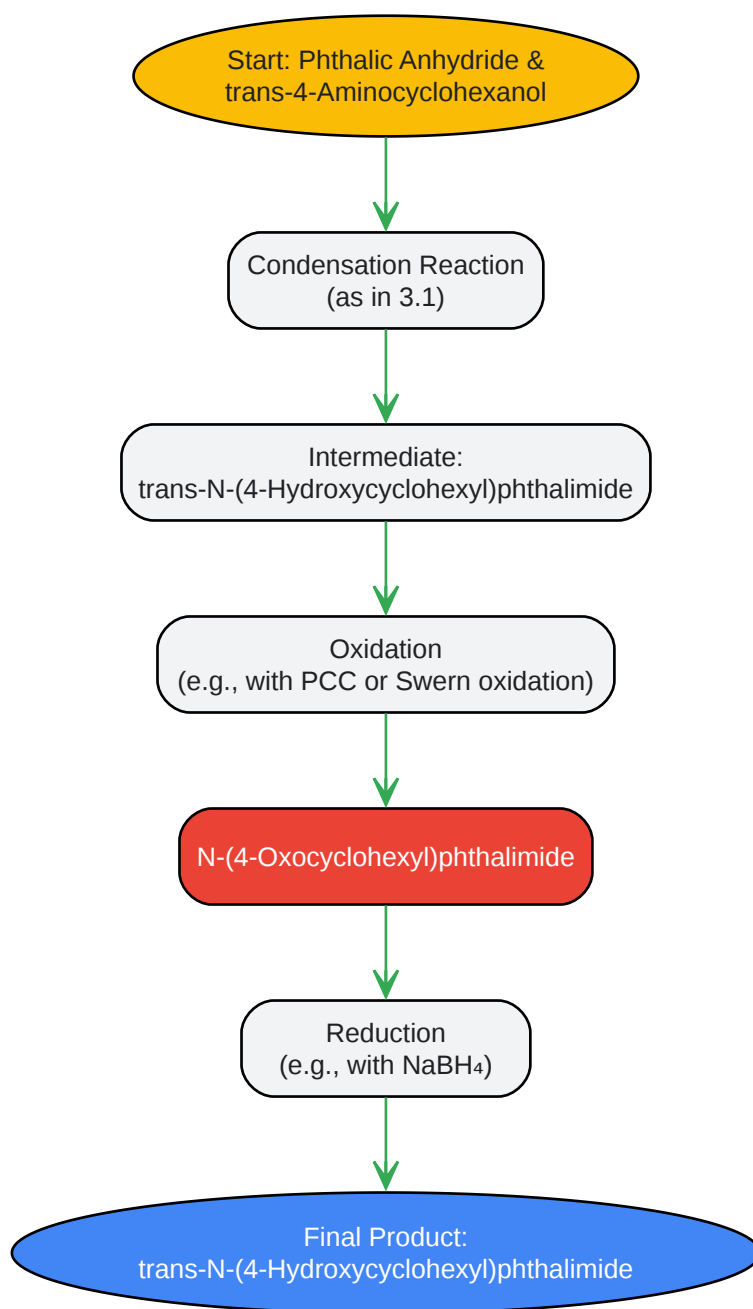 Start: Phthalic Anhydride &
trans-4-Aminocyclohexanol
Condensation Reaction
(as in 3.1)
Intermediate:
trans-N-(4-Hydroxycyclohexyl)phthalimide
Oxidation
(e.g., with PCC or Swern oxidation)
N-(4-Oxocyclohexyl)phthalimide
Reduction
(e.g., with NaBH₄)
Final Product:
trans-N-(4-Hydroxycyclohexyl)phthalimide